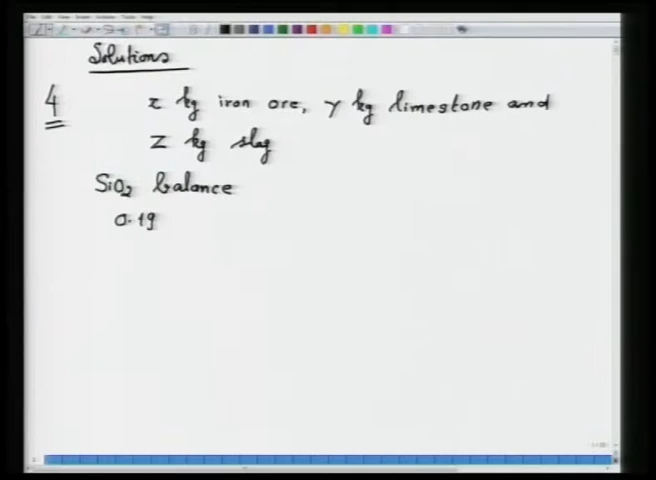 Solutions
4 x kg iron ore, y kg limestone and
Z kg slag
SiO2 balance
0.19